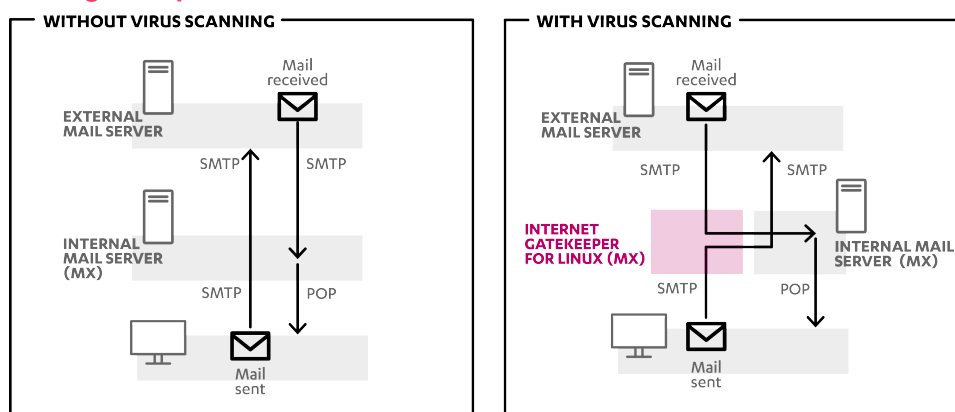 WITHOUT VIRUS SCANNING
Mail
received
EXTERNAL
MAIL SERVER
SMTP
SMTP
INTERNAL
MAIL SERVER
(MX)
SMTP
POP
Mail
sent
WITH VIRUS SCANNING
Mail
received
EXTERNAL
MAIL SERVER
SMTP
SMTP
INTERNET
GATEKEEPER
FOR LINUX (MX)
INTERNAL MAIL
SERVER (MX)
SMTP
POP
Mail
sent